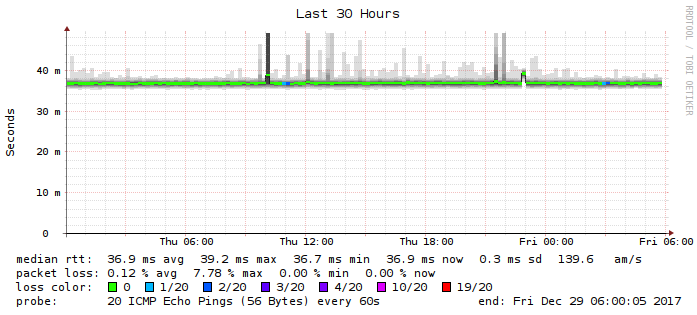 Last 30 Hours
RRDTOOL / TOBI OETIKER
Seconds
40 m
30 m
20 m
10 m
0
Thu 06:00 Thu 12:00 Thu 18:00 Fri 00:00 Fri 06:00
median rtt: 36.9 ms avg 39.2 ms max 36.7 ms min 36.9 ms now 0.3 ms sd 139.6 am/s
packet loss: 0.12 % avg 7.78 % max 0.00 % min 0.00 % now
loss color: 0 1/20 2/20 3/20 4/20 10/20 19/20
probe: 20 ICMP Echo Pings (56 Bytes) every 60s end: Fri Dec 29 06:00:05 2017